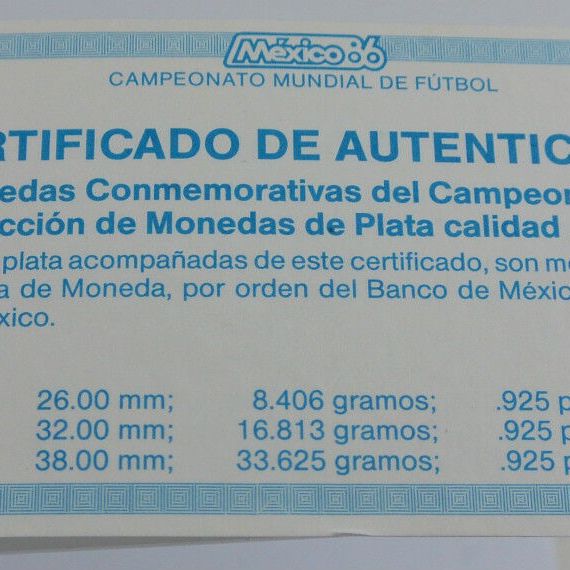 México 86
CAMPEONATO MUNDIAL DE FÚTBOL
RTIFICADO DE AUTENTIC
edas Conmemorativas del Campeon
cción de Monedas de Plata calidad
plata acompañadas de este certificado, son m
a de Moneda, por orden del Banco de Méxic
xico.
26.00 mm; 8.406 gramos; .925 p
32.00 mm; 16.813 gramos; .925 p
38.00 mm; 33.625 gramos; .925 p